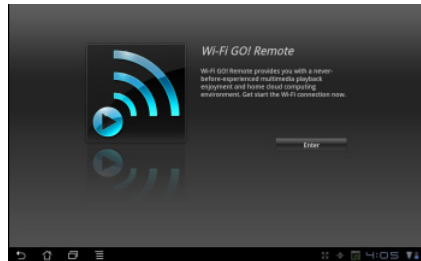 Wi-Fi GO! Remote
Wi-Fi GO! Remote provides you with a never-
before-experienced multimedia playback
enjoyment and home cloud computing
environment. Get start the Wi-Fi connection now.
Enter
4:05